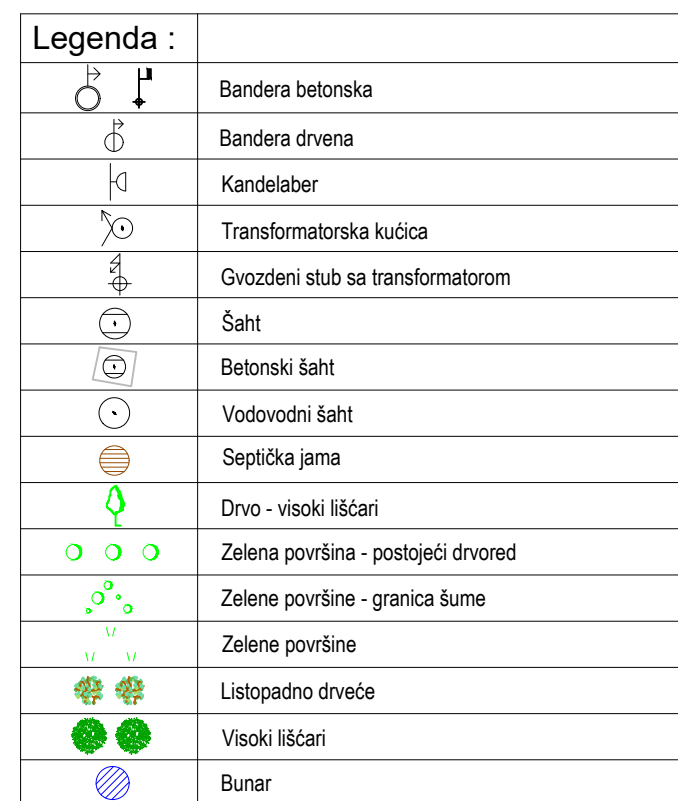 Legenda :
Bandera betonska
Bandera drvena
Kandelaber
Transformatorska kućica
Gvozdeni stub sa transformatorom
Šaht
Betonski šaht
Vodovodni šaht
Septička jama
Drvo - visoki lišćari
Zelena površina - postojeći drvored
Zelene površine - granica šume
Zelene površine
Listopadno drveće
Visoki lišćari
Bunar